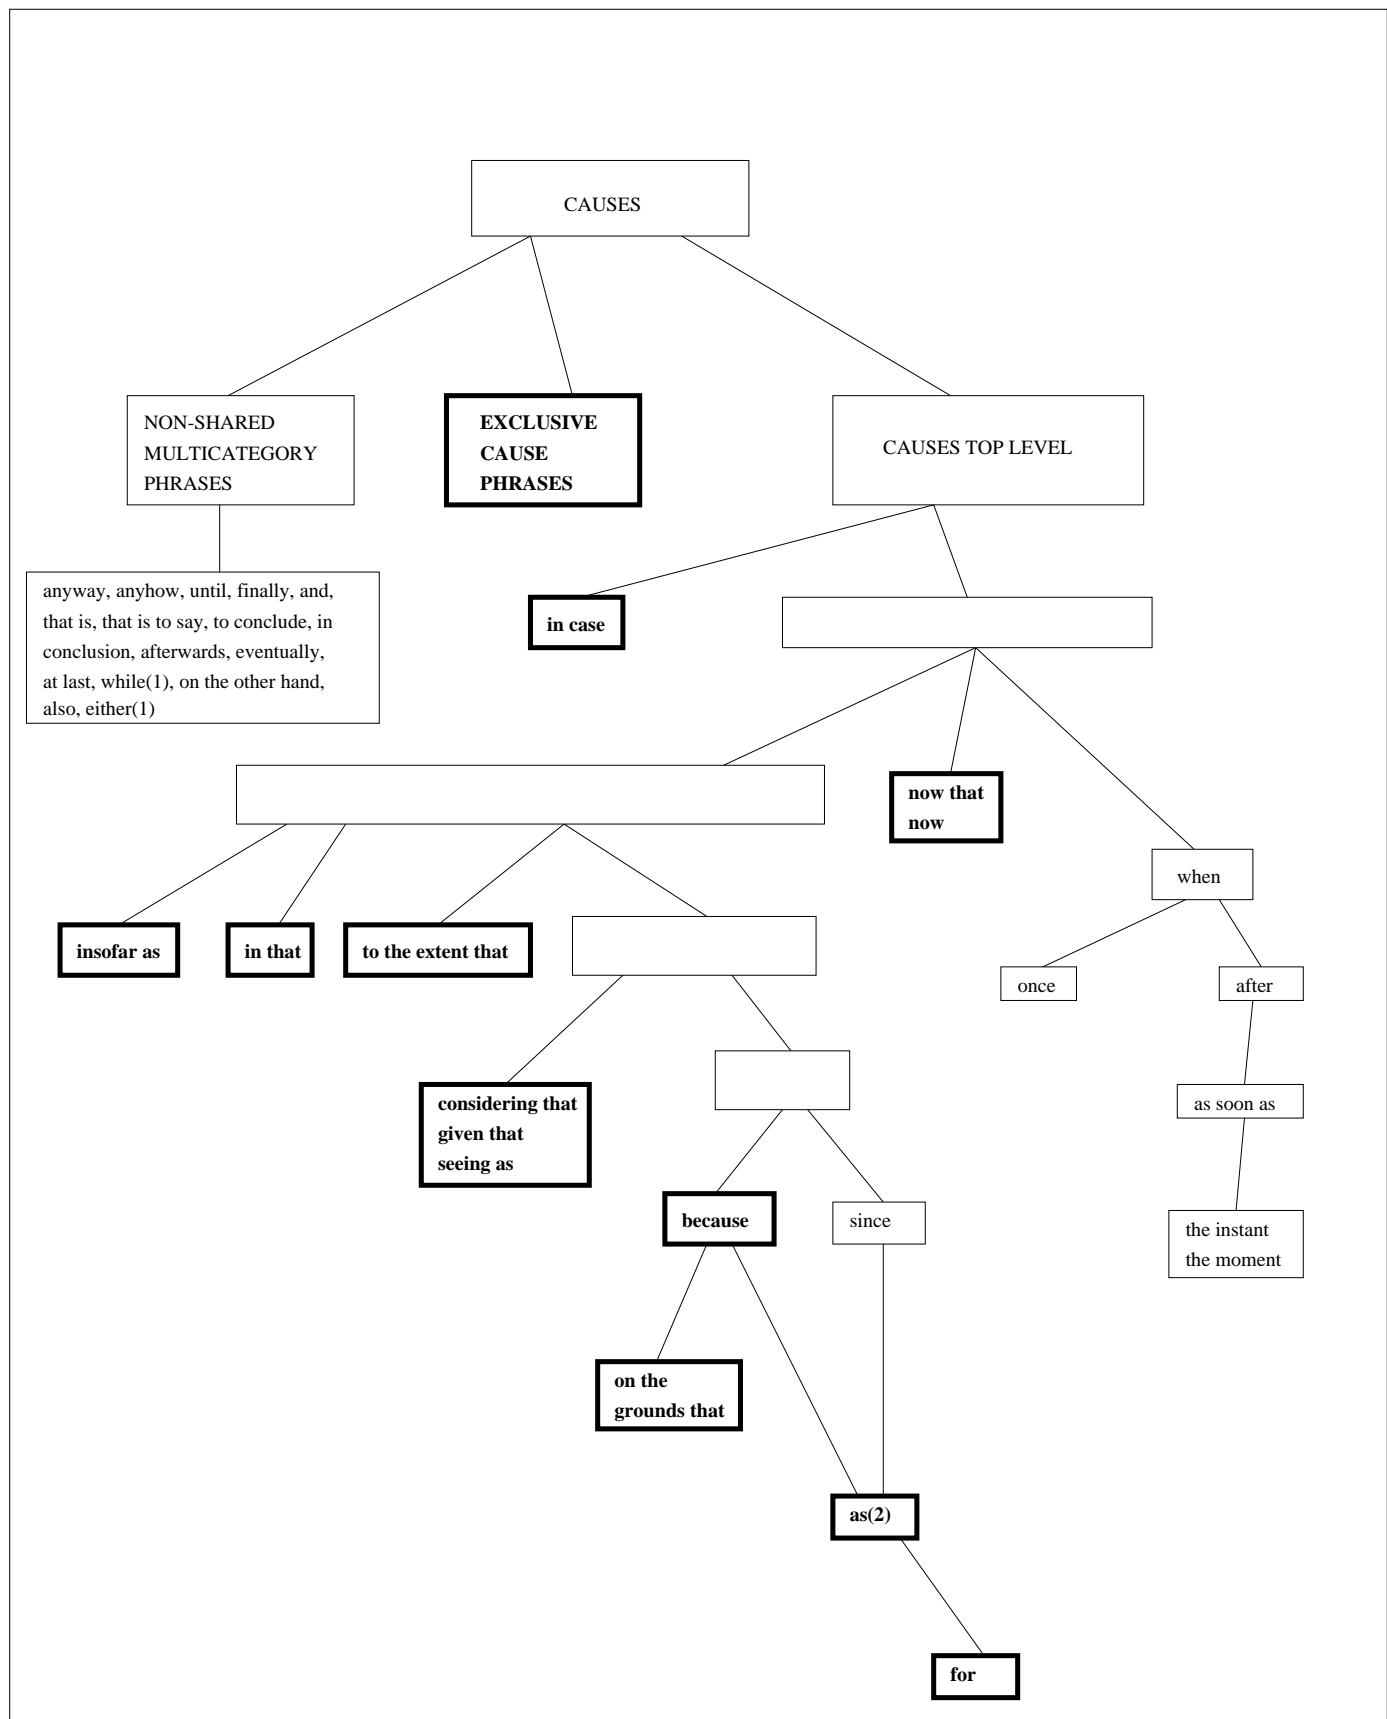 CAUSES
NON-SHARED
MULTICATEGORY
PHRASES
EXCLUSIVE
CAUSE
PHRASES
CAUSES TOP LEVEL
anyway, anyhow, until, finally, and,
that is, that is to say, to conclude, in
conclusion, afterwards, eventually,
at last, while(1), on the other hand,
also, either(1)
in case
now that
now
when
insofar as
in that
to the extent that
once
after
considering that
given that
seeing as
as soon as
because
since
the instant
the moment
on the
grounds that
as(2)
for